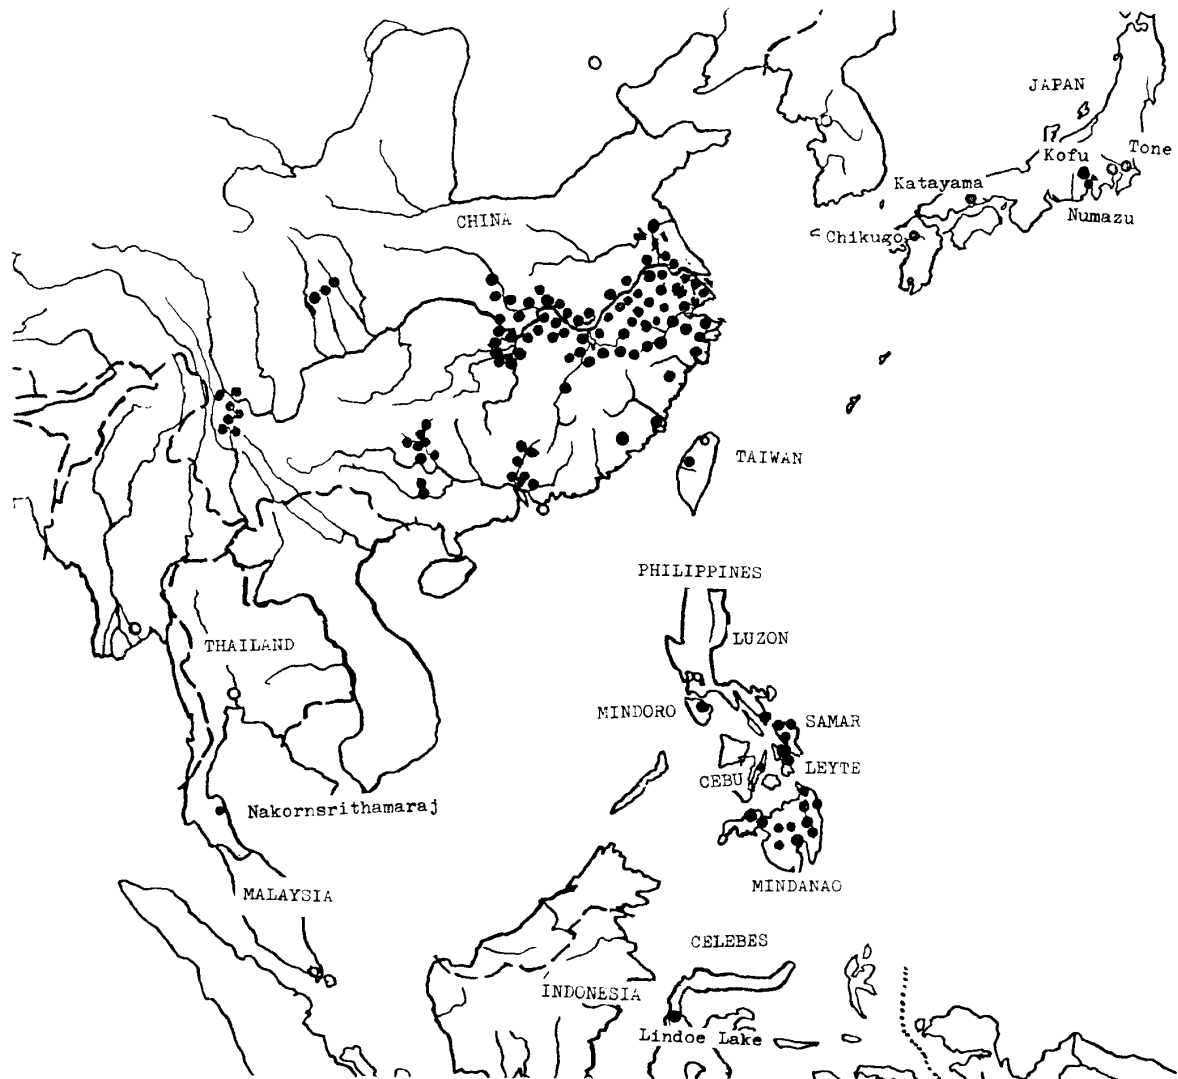 JAPAN
Tone
Kofu
Katayama
Numazu
CHINA
Chikugo
TAIWAN
PHILIPPINES
LUZON
THAILAND
MINDORO
SAMAR
LEYTE
CEBU
Nakornsrithamaraj
MINDANAO
MALAYSIA
CELEBES
INDONESIA
Lindoe Lake